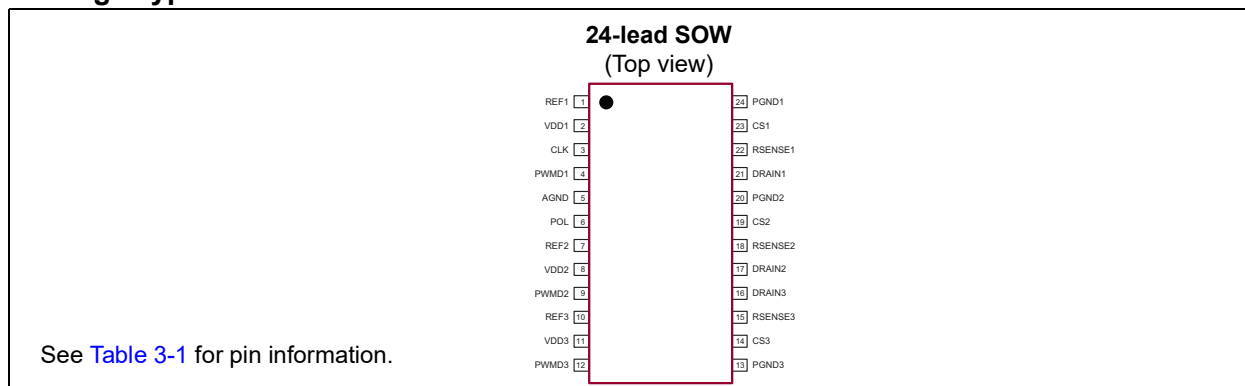 24-lead SOW
(Top view)
REF1 1 24 PGND1
VDD1 2 23 CS1
CLK 3 22 RSENSE1
PWMD1 4 21 DRAIN1
AGND 5 20 PGND2
POL 6 19 CS2
REF2 7 18 RSENSE2
VDD2 8 17 DRAIN2
PWMD2 9 16 DRAIN3
REF3 10 15 RSENSE3
VDD3 11 14 CS3
PWMD3 12 13 PGND3
See Table 3-1 for pin information.